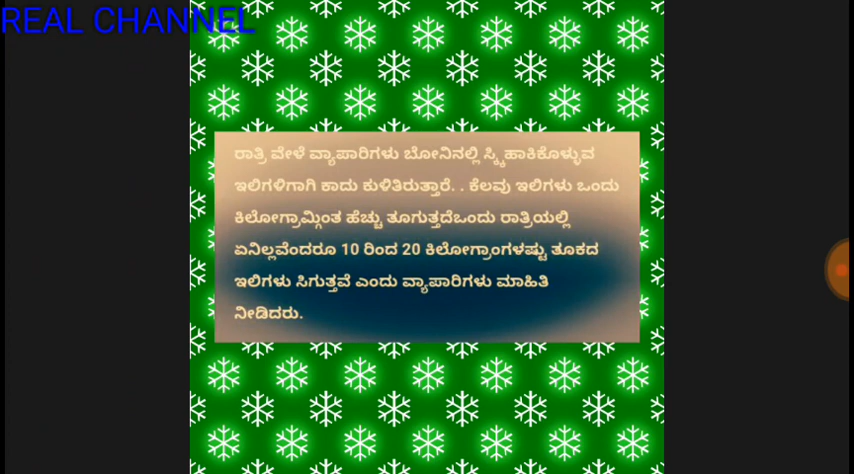 REAL CHANNEL
ರಾತ್ರಿ ವೇಳೆ ವ್ಯಾಪಾರಿಗಳು ಬೋನಿನಲ್ಲಿ ಸ್ಕಿಹಾಕಿಕೊಳ್ಳುವ
ಇಲಿಗಳಿಗಾಗಿ ಕಾದು ಕುಳಿತಿರುತ್ತಾರೆ. . ಕೆಲವು ಇಲಿಗಳು ಒಂದು
ಕಿಲೋಗ್ರಾಮ್ಗಿಂತ ಹೆಚ್ಚು ತೂಗುತ್ತದೆಒಂದು ರಾತ್ರಿಯಲ್ಲಿ
ಏನಿಲ್ಲವೆಂದರೂ 10 ರಿಂದ 20 ಕಿಲೋಗ್ರಾಂಗಳಷ್ಟು ತೂಕದ
ಇಲಿಗಳು ಸಿಗುತ್ತವೆ ಎಂದು ವ್ಯಾಪಾರಿಗಳು ಮಾಹಿತಿ
ನೀಡಿದರು.